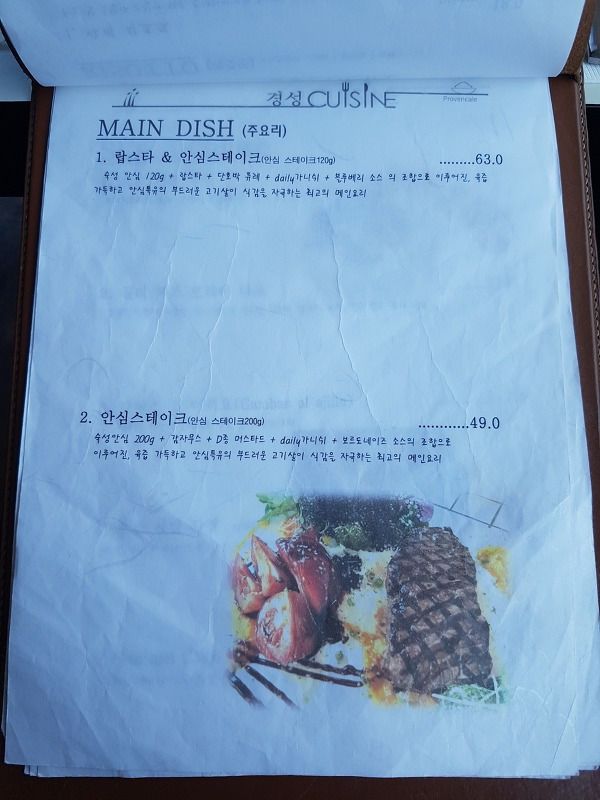 경성 CUISINE
Provencale
MAIN DISH (주요리)
1. 랍스타 & 안심스테이크(안심 스테이크120g) .........63.0
숙성 안심 120g + 랍스타 + 단호박 퓨레 + daily가니쉬 + 블루베리 소스 의 조합으로 이루어진, 육즙
가득하고 안심특유의 부드러운 고기살이 식감을 자극하는 최고의 메인요리
2. 안심스테이크(안심 스테이크200g) ............49.0
숙성안심 200g + 감자무스 + D종 머스타드 + daily가니쉬 + 보르도네이즈 소스의 조합으로
이루어진, 육즙 가득하고 안심특유의 부드러운 고기살이 식감을 자극하는 최고의 메인요리